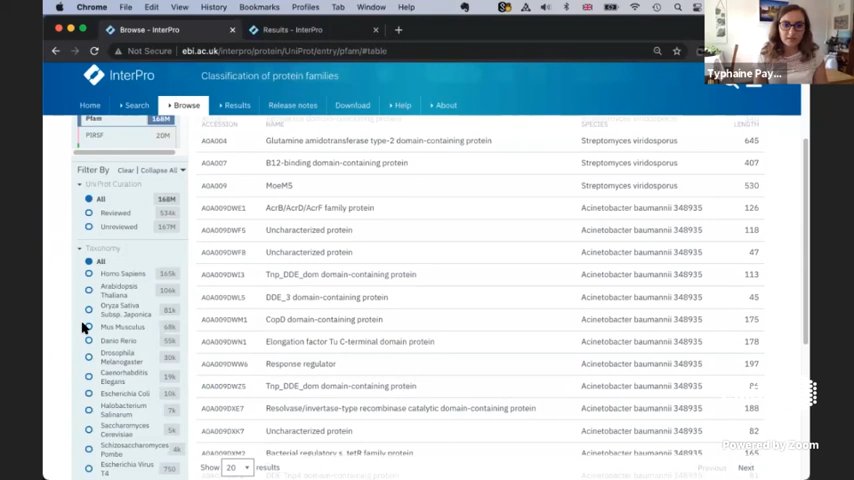 Chrome File Edit View History Bookmarks Profiles Tab Window Help
Browse - InterPro
Results - InterPro
Not Secure ebi.ac.uk/interpro/protein/UniProt/entry/pfam/#table
Typhaine Pay...
InterPro Classification of protein families
Home Search Browse Results Release notes Download Help About
Pfam 168M
PIRSF 20M
Filter By Clear | Collapse All
UniProt Curation
All 168M
Reviewed 534k
Unreviewed 167M
Taxonomy
All
Homo Sapiens 165k
Arabidopsis
Thaliana 106k
Oryza Sativa
Subsp. Japonica 81k
Mus Musculus 68k
Danio Rerio 55k
Drosophila
Melanogaster 30k
Caenorhabditis
Elegans 19k
Escherichia Coli 10k
Halobacterium
Salinarum 7k
Saccharomyces
Cerevisiae 5k
Schizosaccharomyces
Pombe 4k
Escherichia Virus
T4 750
ACCESSION NAME SPECIES LENGTH
A0A004 Glutamine amidotransferase type-2 domain-containing protein Streptomyces viridosporus 645
A0A007 B12-binding domain-containing protein Streptomyces viridosporus 407
A0A009 MoeM5 Streptomyces viridosporus 530
A0A009DWE1 AcrB/AcrD/AcrF family protein Acinetobacter baumannii 348935 126
A0A009DWF5 Uncharacterized protein Acinetobacter baumannii 348935 118
A0A009DWF8 Uncharacterized protein Acinetobacter baumannii 348935 47
A0A009DWI3 Tnp_DDE_dom domain-containing protein Acinetobacter baumannii 348935 113
A0A009DWL5 DDE_3 domain-containing protein Acinetobacter baumannii 348935 45
A0A009DWM1 CopD domain-containing protein Acinetobacter baumannii 348935 175
A0A009DWN1 Elongation factor Tu C-terminal domain protein Acinetobacter baumannii 348935 178
A0A009DWW6 Response regulator Acinetobacter baumannii 348935 197
A0A009DWZ5 Tnp_DDE_dom domain-containing protein Acinetobacter baumannii 348935
A0A009DXE7 Resolvase/invertase-type recombinase catalytic domain-containing protein Acinetobacter baumannii 348935 188
A0A009DXK7 Uncharacterized protein Acinetobacter baumannii 348935 82
A0A009DXM2 Bacterial regulatory s, tetR family protein Acinetobacter baumannii 348935
Show 20 results Previous Next
Powered by Zoom